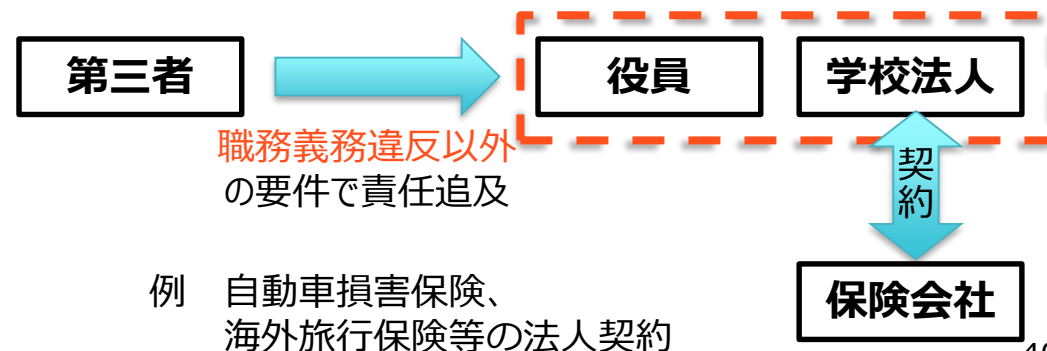 第三者
役員
学校法人
職務義務違反以外
の要件で責任追及
契約
例 自動車損害保険、
海外旅行保険等の法人契約
保険会社